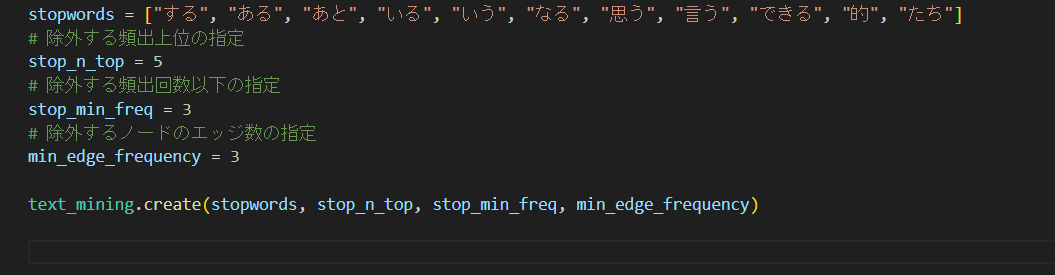 stopwords = ["する", "ある", "あと", "いる", "いう", "なる", "思う", "言う", "できる", "的", "たち"]
# 除外する頻出上位の指定
stop_n_top = 5
# 除外する頻出回数以下の指定
stop_min_freq = 3
# 除外するノードのエッジ数の指定
min_edge_frequency = 3
text_mining.create(stopwords, stop_n_top, stop_min_freq, min_edge_frequency)